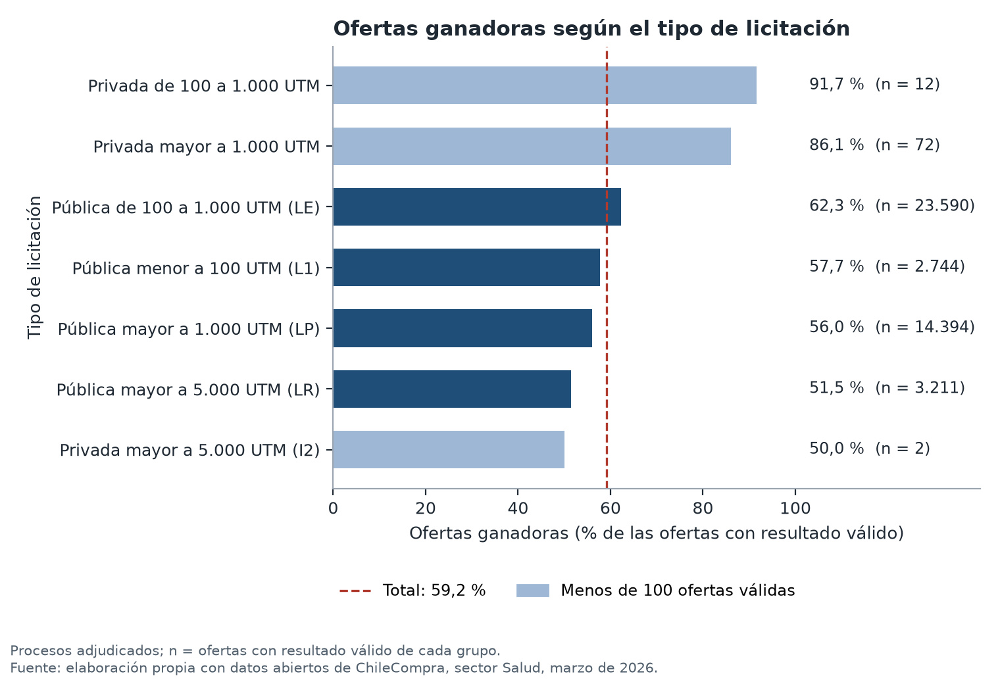 Ofertas ganadoras según el tipo de licitación
Tipo de licitación
Privada de 100 a 1.000 UTM 91,7 % (n = 12)
Privada mayor a 1.000 UTM 86,1 % (n = 72)
Pública de 100 a 1.000 UTM (LE) 62,3 % (n = 23.590)
Pública menor a 100 UTM (L1) 57,7 % (n = 2.744)
Pública mayor a 1.000 UTM (LP) 56,0 % (n = 14.394)
Pública mayor a 5.000 UTM (LR) 51,5 % (n = 3.211)
Privada mayor a 5.000 UTM (I2) 50,0 % (n = 2)
0 20 40 60 80 100
Ofertas ganadoras (% de las ofertas con resultado válido)
Total: 59,2 % Menos de 100 ofertas válidas
Procesos adjudicados; n = ofertas con resultado válido de cada grupo.
Fuente: elaboración propia con datos abiertos de ChileCompra, sector Salud, marzo de 2026.